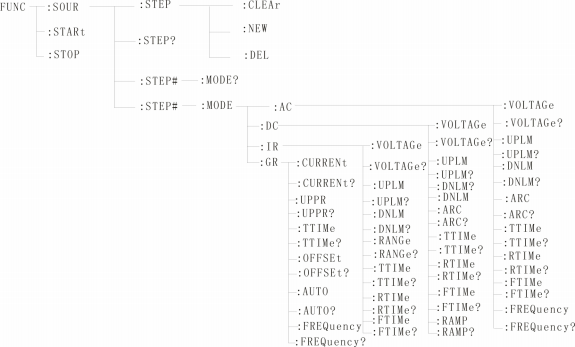 FUNC :SOUR :STEP :CLEAr
:STARt :NEW
:STOP :STEP? :DEL
:STEP# :MODE?
:STEP# :MODE :AC :VOLTAGe
:DC :VOLTAGe :VOLTAGe?
:IR :VOLTAGe :VOLTAGe? :UPLM
:GR :CURRENt :VOLTAGe? :UPLM :UPLM?
:CURRENt? :UPLM :UPLM? :DNLM
:UPPR :UPLM? :DNLM? :DNLM?
:UPPR? :DNLM :DNLM :ARC
:TTIMe :DNLM? :ARC :ARC?
:TTIMe? :RANGe :ARC? :TTIMe
:OFFSEt :RANGe? :TTIMe :TTIMe?
:OFFSEt? :TTIMe :TTIMe? :RTIMe
:AUTO :TTIMe? :RTIMe :RTIMe?
:AUTO? :RTIMe :RTIMe? :FTIMe
:FREQuency :RTIMe? :FTIMe :FTIMe?
:FREQuency? :FTIMe :FTIMe? :FREQuency
:FTIMe? :RAMP :FREQuency?
:RAMP?